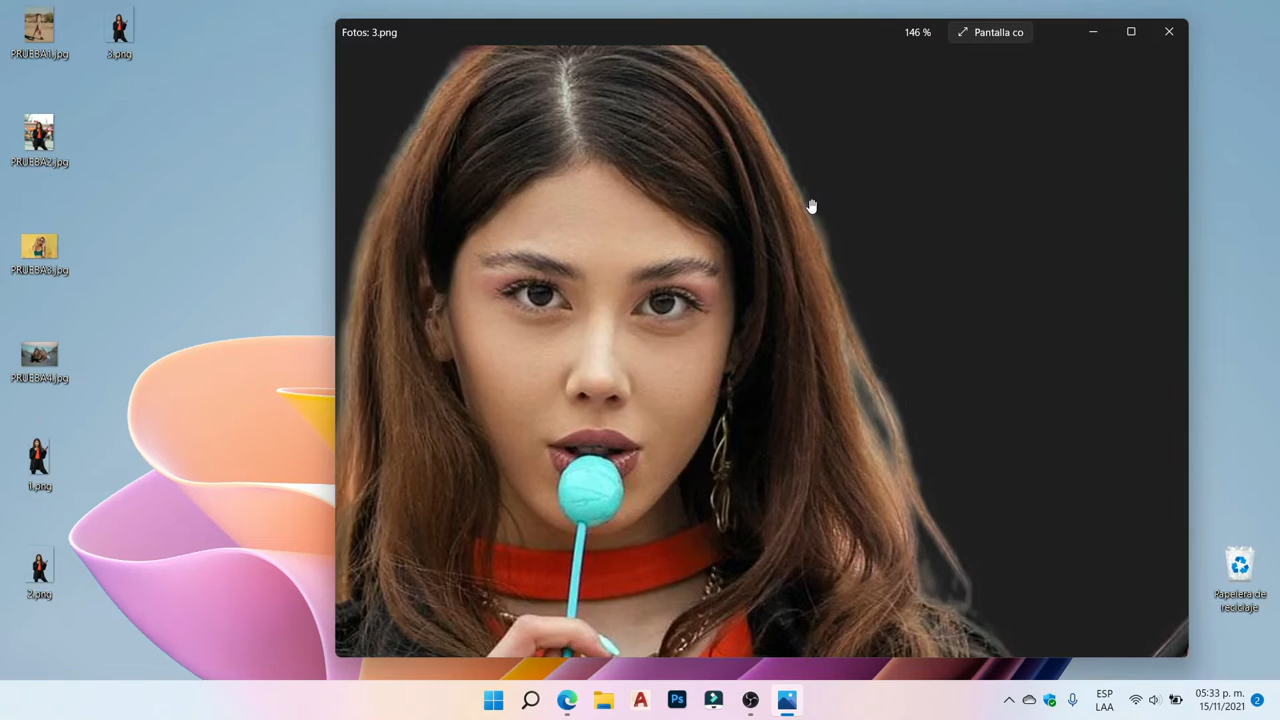 PRUEBA1.jpg
3.png
PRUEBA2.jpg
PRUEBA3.jpg
PRUEBA4.jpg
1.png
2.png
Fotos: 3.png
146 %
Pantalla co
Papelera de
reciclaje
A
Ps
ESP
LAA
05:33 p. m.
15/11/2021
2